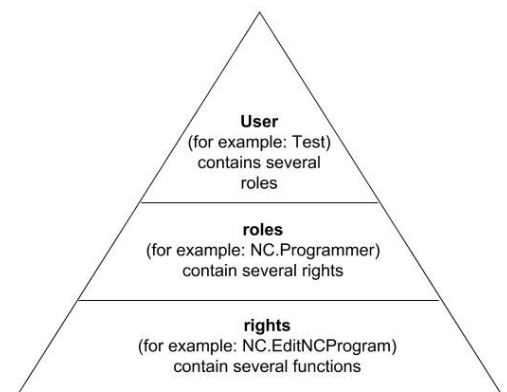 User
(for example: Test)
contains several
roles
roles
(for example: NC.Programmer)
contain several rights
rights
(for example: NC.EditNCProgram)
contain several functions